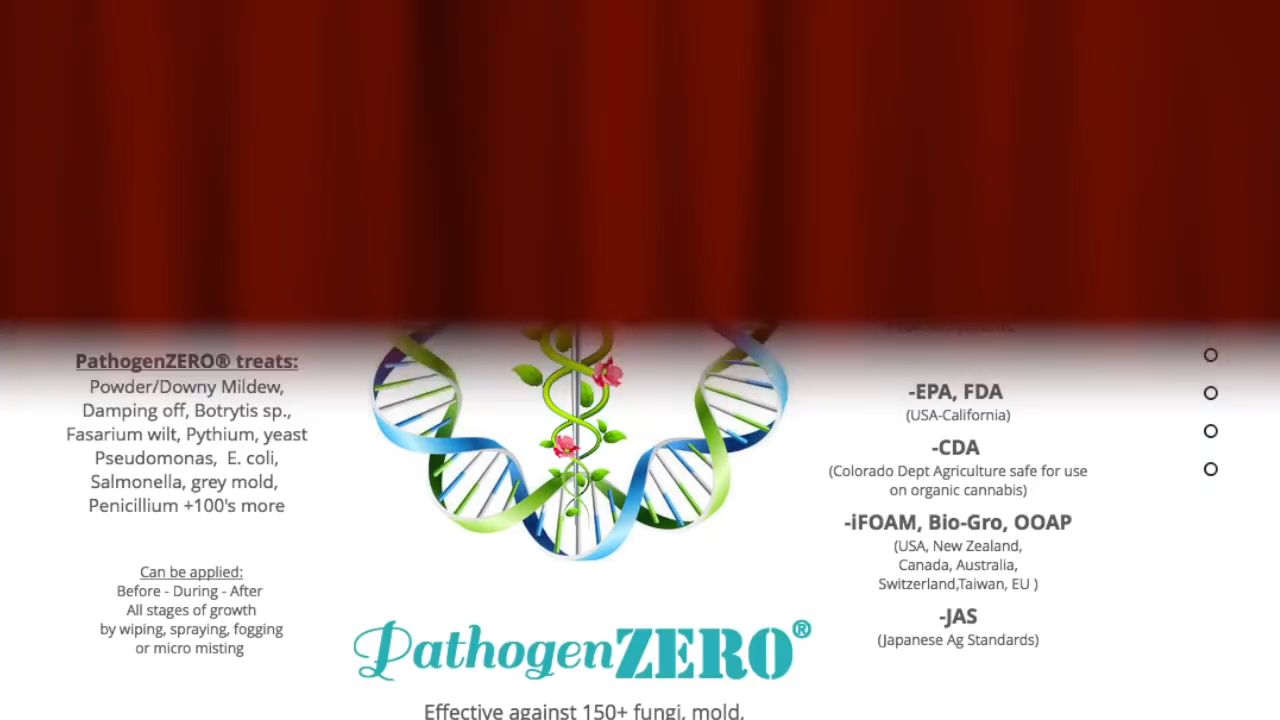 PathogenZERO® treats:
Powder/Downy Mildew,
Damping off, Botrytis sp.,
Fasarium wilt, Pythium, yeast
Pseudomonas, E. coli,
Salmonella, grey mold,
Penicillium +100's more
Can be applied:
Before - During - After
All stages of growth
by wiping, spraying, fogging
or micro misting
PathogenZERO®
Effective against 150+ fungi, mold,
-EPA, FDA
(USA-California)
-CDA
(Colorado Dept Agriculture safe for use
on organic cannabis)
-iFOAM, Bio-Gro, OOAP
(USA, New Zealand,
Canada, Australia,
Switzerland,Taiwan, EU )
-JAS
(Japanese Ag Standards)